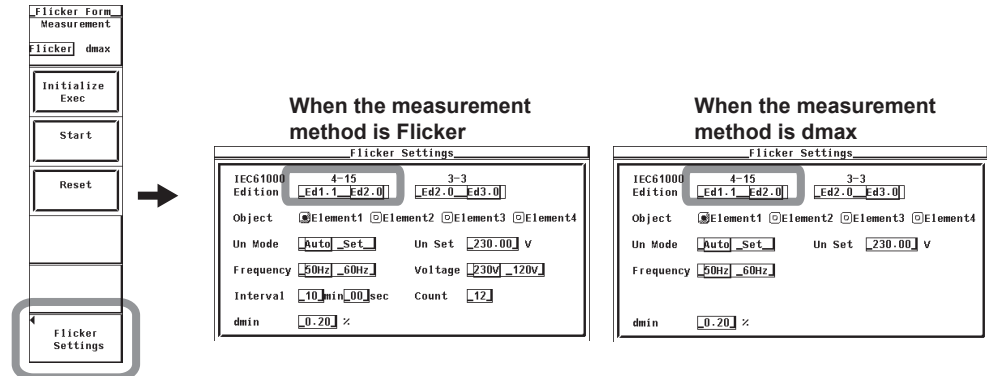 Flicker Form
Measurement
Flicker dmax
Initialize
Exec
Start
Reset
Flicker
Settings
When the measurement
method is Flicker
Flicker Settings
IEC61000 4-15 3-3
Edition Ed1.1 Ed2.0 Ed2.0 Ed3.0
Object Element1 Element2 Element3 Element4
Un Mode Auto Set Un Set 230.00 V
Frequency 50Hz 60Hz Voltage 230V 120V
Interval 10 min 00 sec Count 12
dmin 0.20 %
When the measurement
method is dmax
Flicker Settings
IEC61000 4-15 3-3
Edition Ed1.1 Ed2.0 Ed2.0 Ed3.0
Object Element1 Element2 Element3 Element4
Un Mode Auto Set Un Set 230.00 V
Frequency 50Hz 60Hz
dmin 0.20 %